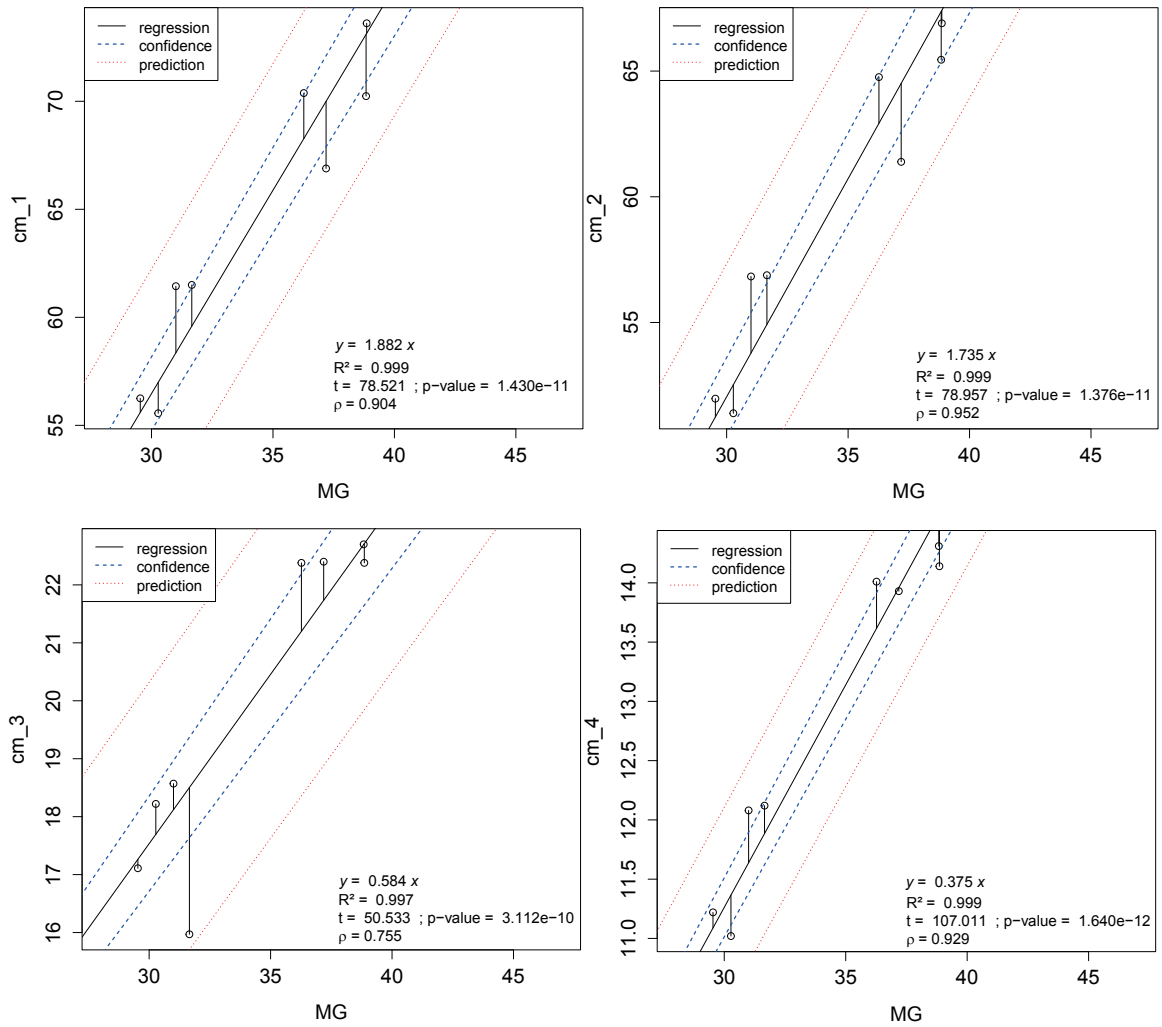 regression
confidence
prediction
cm_1
70
65
60
55
y = 1.882 x
R² = 0.999
t = 78.521 ; p−value = 1.430e−11
ρ = 0.904
30
35
40
45
MG
regression
confidence
prediction
cm_2
65
60
55
y = 1.735 x
R² = 0.999
t = 78.957 ; p−value = 1.376e−11
ρ = 0.952
30
35
40
45
MG
regression
confidence
prediction
cm_3
22
21
20
19
18
17
16
y = 0.584 x
R² = 0.997
t = 50.533 ; p−value = 3.112e−10
ρ = 0.755
30
35
40
45
MG
regression
confidence
prediction
cm_4
14.0
13.5
13.0
12.5
12.0
11.5
11.0
y = 0.375 x
R² = 0.999
t = 107.011 ; p−value = 1.640e−12
ρ = 0.929
30
35
40
45
MG